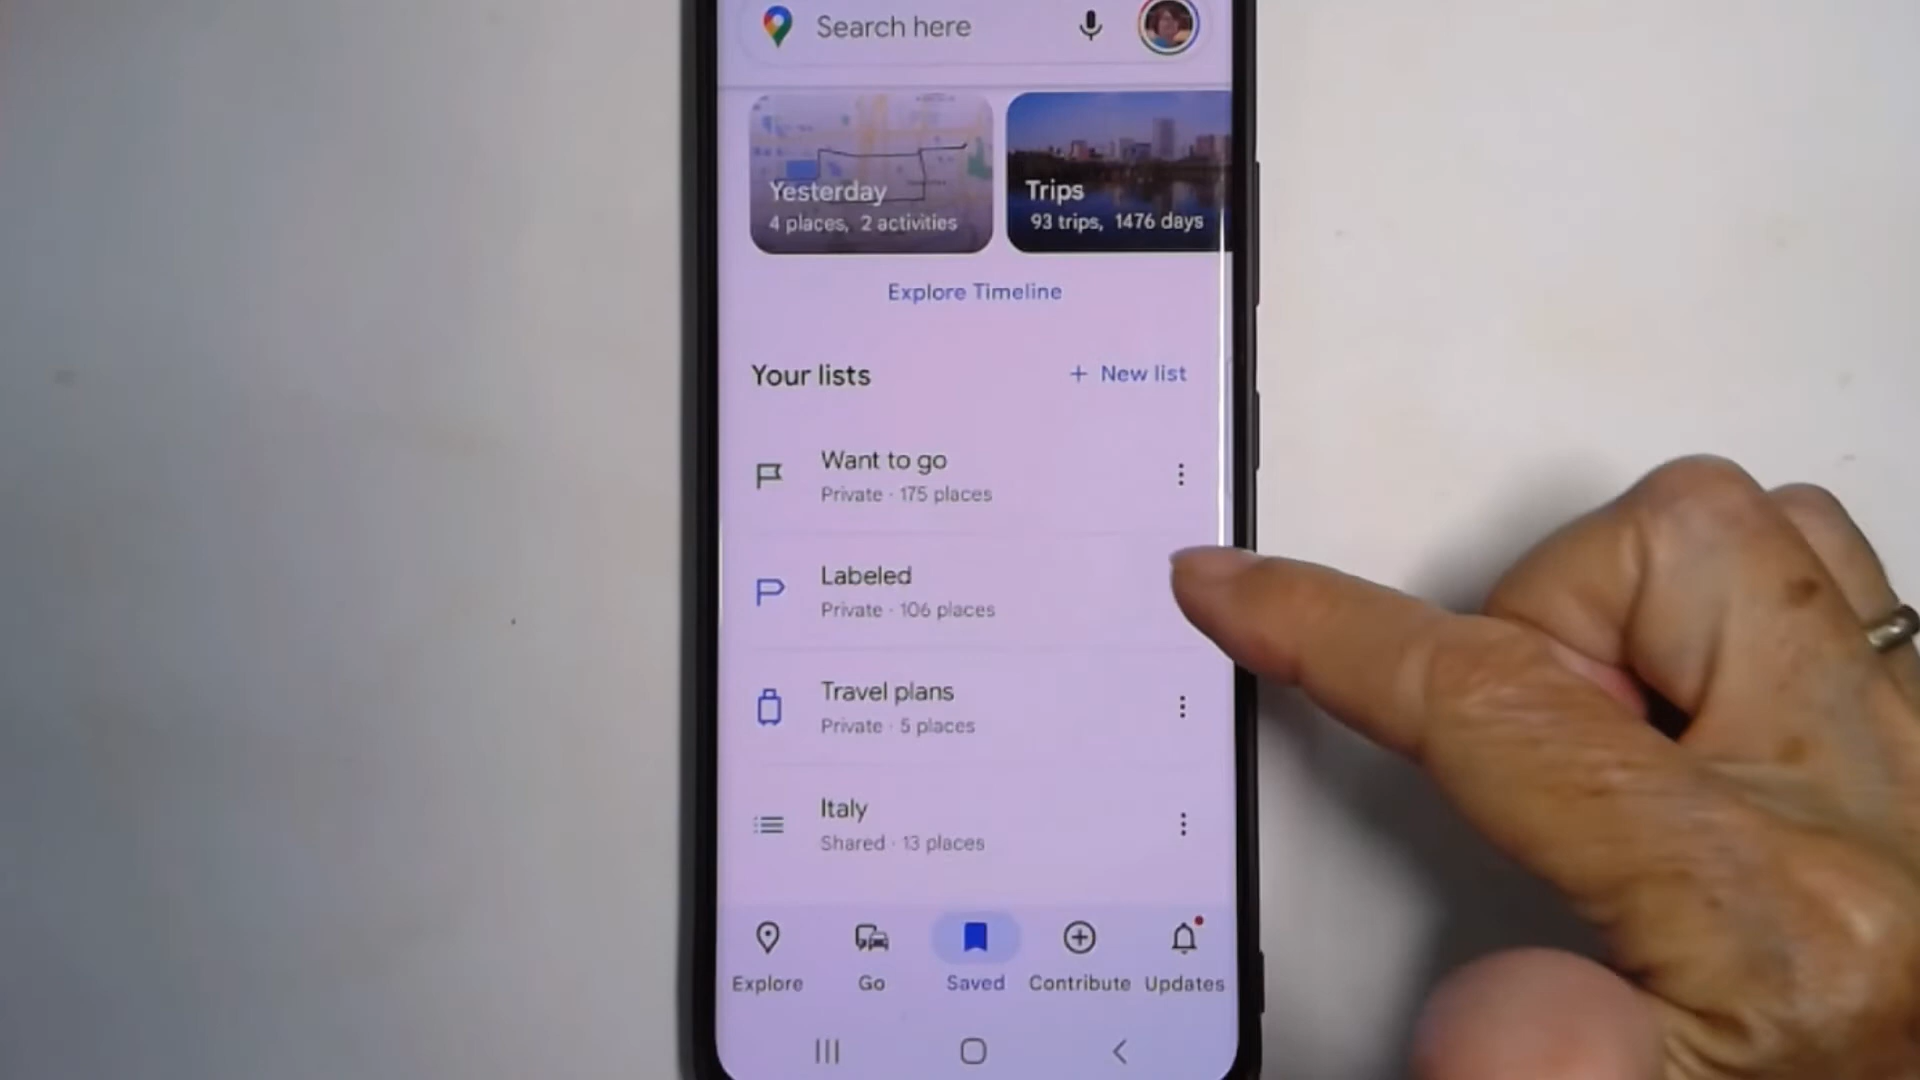 Search here
Yesterday
4 places, 2 activities
Trips
93 trips, 1476 days
Explore Timeline
Your lists
+ New list
Want to go
Private · 175 places
Labeled
Private · 106 places
Travel plans
Private · 5 places
Italy
Shared · 13 places
Explore
Go
Saved
Contribute
Updates